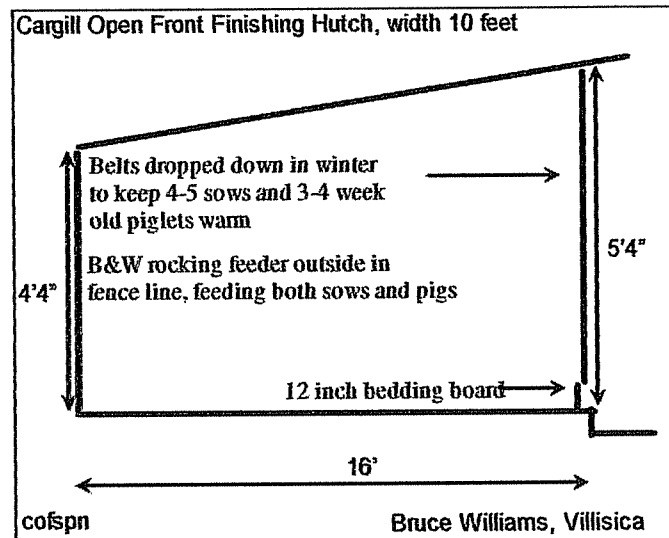 Cargill Open Front Finishing Hutch, width 10 feet
Belts dropped down in winter
to keep 4-5 sows and 3-4 week
old piglets warm
B&W rocking feeder outside in
fence line, feeding both sows and pigs
4'4"
5'4"
12 inch bedding board
16'
cofspn
Bruce Williams, Villisica